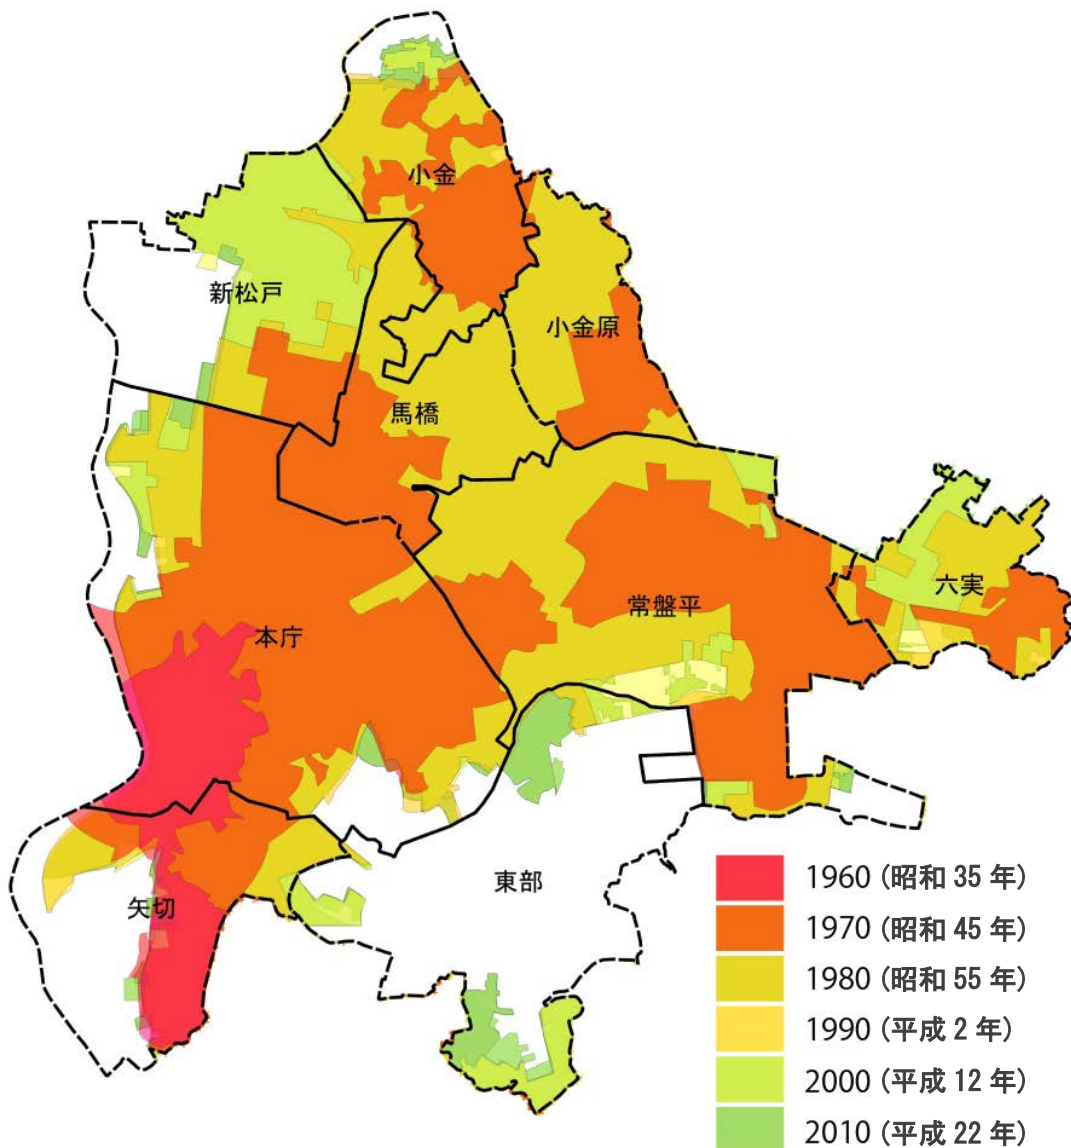 小金
新松戸
小金原
馬橋
六実
常盤平
本庁
東部
矢切
1960 (昭和 35 年)
1970 (昭和 45 年)
1980 (昭和 55 年)
1990 (平成 2 年)
2000 (平成 12 年)
2010 (平成 22 年)